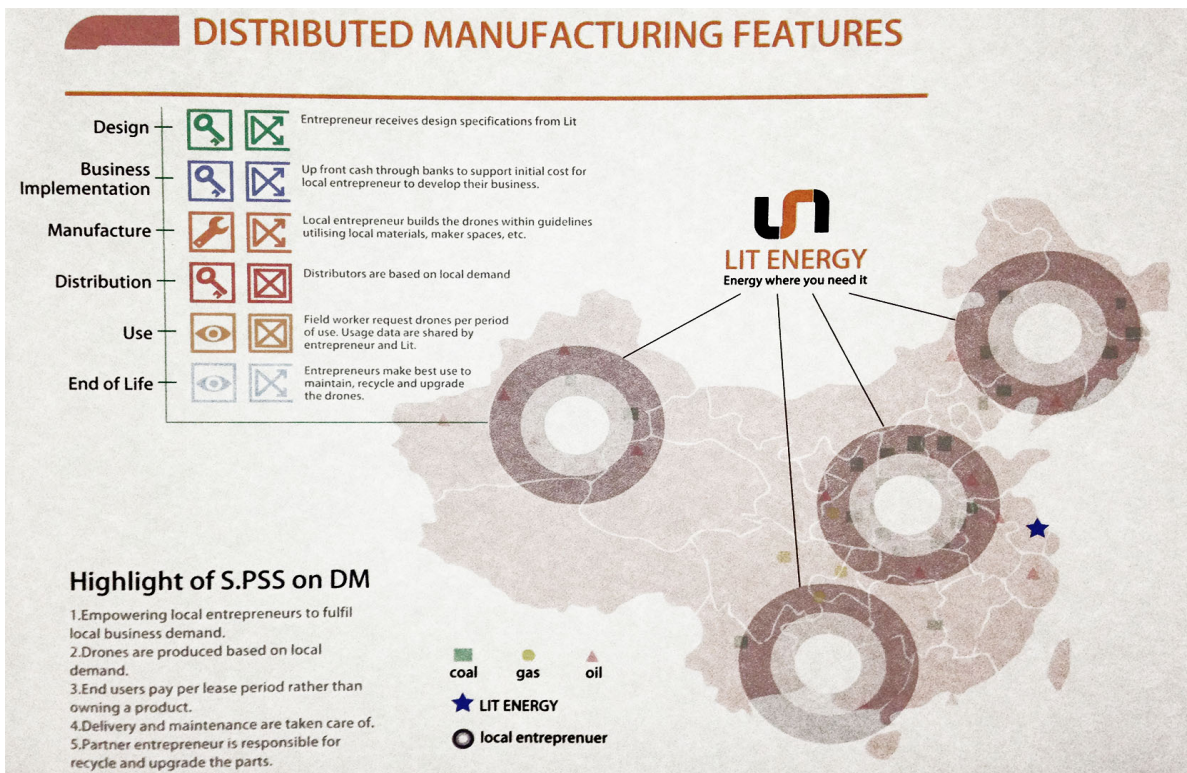 DISTRIBUTED MANUFACTURING FEATURES
Design
Entrepreneur receives design specifications from Lit
Business
Implementation
Up front cash through banks to support initial cost for
local entrepreneur to develop their business.
Manufacture
Local entrepreneur builds the drones within guidelines
utilising local materials, maker spaces, etc.
Distribution
Distributors are based on local demand
Use
Field worker request drones per period
of use. Usage data are shared by
entrepreneur and Lit.
End of Life
Entrepreneurs make best use to
maintain, recycle and upgrade
the drones.
LIT ENERGY
Energy where you need it
Highlight of S.PSS on DM
1.Empowering local entrepreneurs to fulfil
local business demand.
2.Drones are produced based on local
demand.
3.End users pay per lease period rather than
owning a product.
4.Delivery and maintenance are taken care of.
5.Partner entrepreneur is responsible for
recycle and upgrade the parts.
coal
gas
oil
LIT ENERGY
local entreprenuer